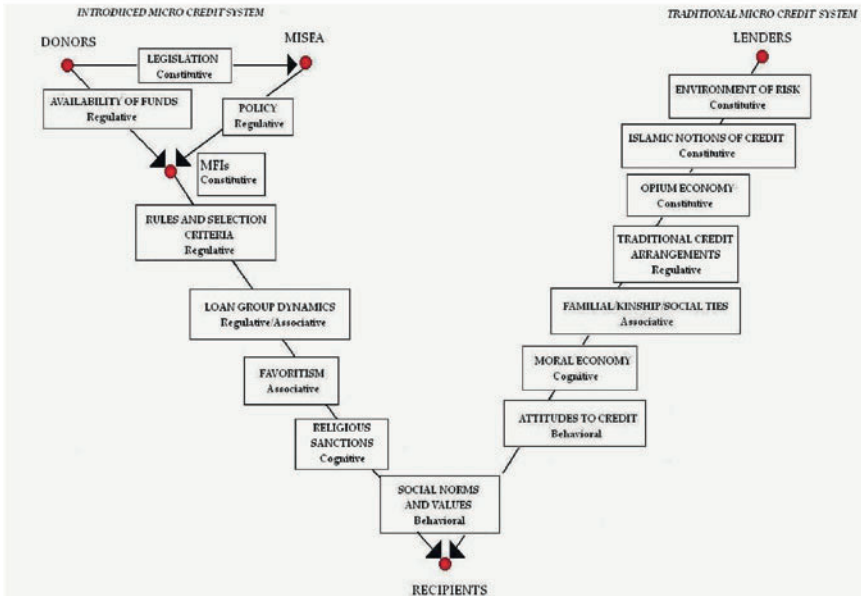 INTRODUCED MICRO CREDIT SYSTEM
TRADITIONAL MICRO CREDIT SYSTEM
DONORS
MISFA
LENDERS
LEGISLATION
Constitutive
AVAILABILITY OF FUNDS
Regulative
POLICY
Regulative
MFIs
Constitutive
RULES AND SELECTION
CRITERIA
Regulative
LOAN GROUP DYNAMICS
Regulative/Associative
FAVORITISM
Associative
RELIGIOUS
SANCTIONS
Cognitive
ENVIRONMENT OF RISK
Constitutive
ISLAMIC NOTIONS OF CREDIT
Constitutive
OPIUM ECONOMY
Constitutive
TRADITIONAL CREDIT
ARRANGEMENTS
Regulative
FAMILIAL/KINSHIP/SOCIAL TIES
Associative
MORAL ECONOMY
Cognitive
ATTITUDES TO CREDIT
Behavioral
SOCIAL NORMS
AND VALUES
Behavioral
RECIPIENTS